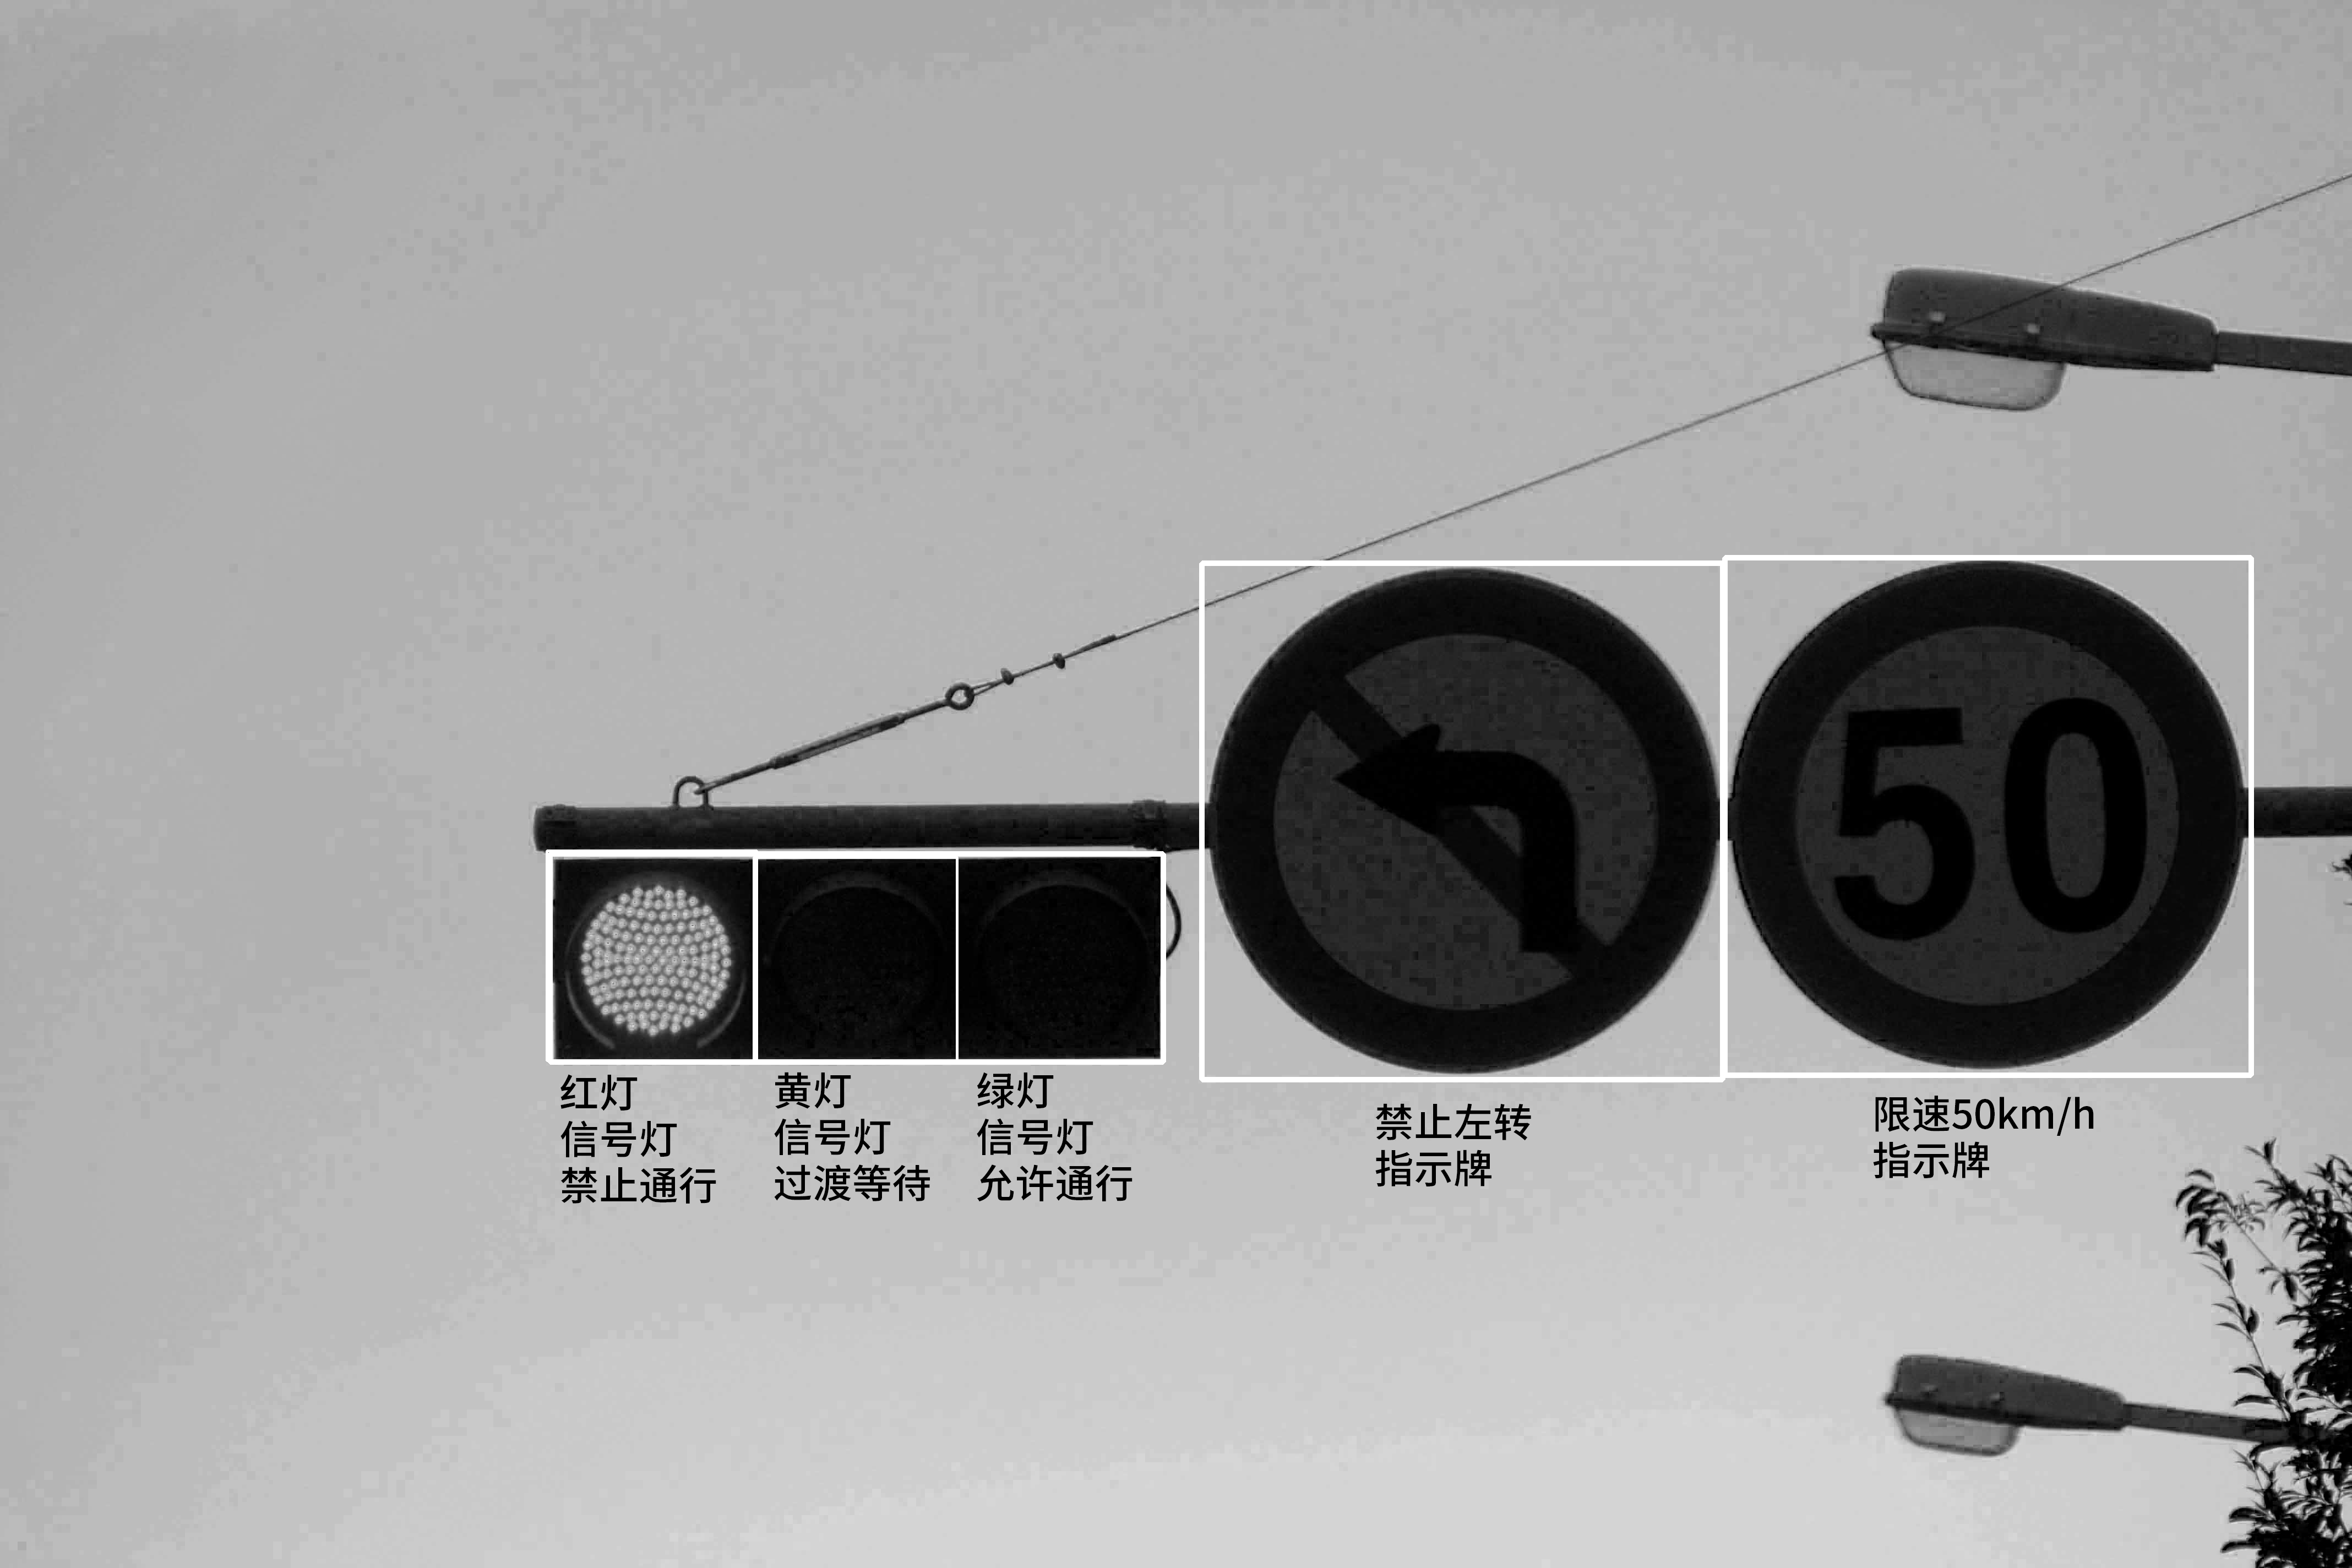 50
红灯
信号灯
禁止通行
黄灯
信号灯
过渡等待
绿灯
信号灯
允许通行
禁止左转
指示牌
限速50km/h
指示牌